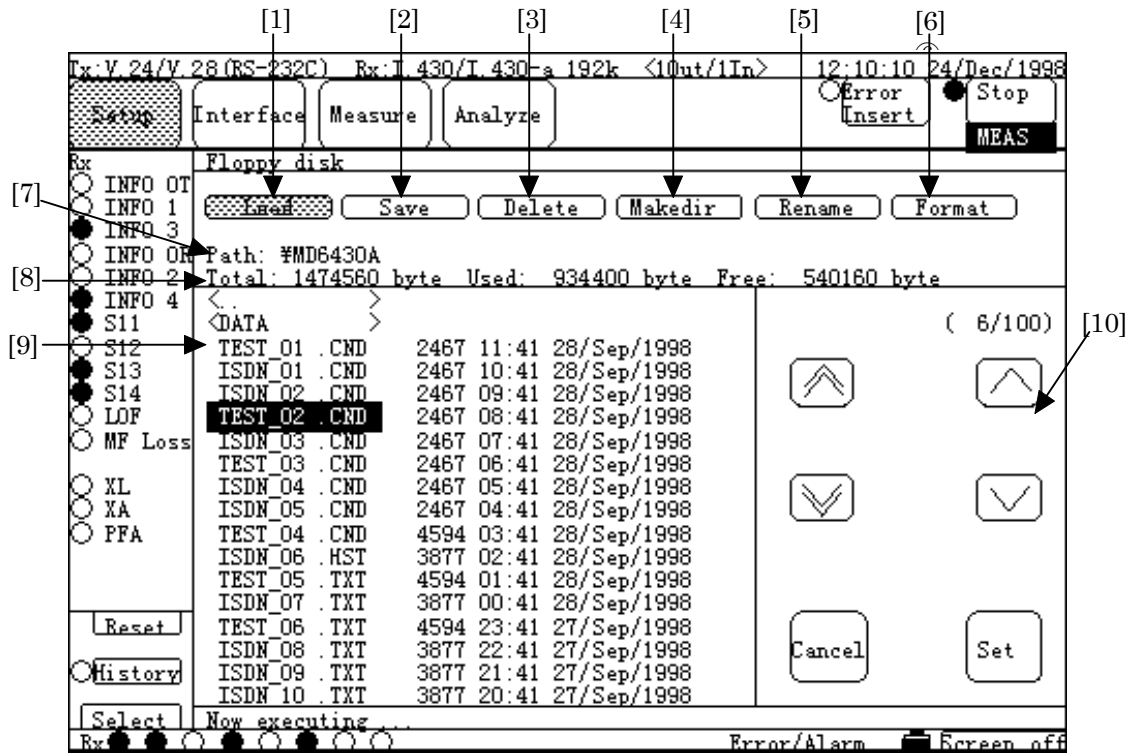 [1] [2] [3] [4] [5] [6]
Tx:V.24/V.28(RS-232C) Rx:I.430/I.430-a 192k <1Out/1In> 12:10:10 24/Dec/1998
Setup Interface Measure Analyze Error Insert Stop
MEAS
Rx Floppy disk
[7]
INFO OT
INFO 1
INFO 3
INFO OR
INFO 2
INFO 4
S11
S12
S13
S14
LOF
MF Loss
XL
XA
PFA
Reset
History
Select
Load Save Delete Makedir Rename Format
Path: ¥MD6430A
[8] Total: 1474560 byte Used: 934400 byte Free: 540160 byte
<.. >
<DATA > ( 6/100) [10]
[9] TEST_01 .CND 2467 11:41 28/Sep/1998
ISDN_01 .CND 2467 10:41 28/Sep/1998
ISDN_02 .CND 2467 09:41 28/Sep/1998
TEST_02 .CND 2467 08:41 28/Sep/1998
ISDN_03 .CND 2467 07:41 28/Sep/1998
TEST_03 .CND 2467 06:41 28/Sep/1998
ISDN_04 .CND 2467 05:41 28/Sep/1998
ISDN_05 .CND 2467 04:41 28/Sep/1998
TEST_04 .CND 4594 03:41 28/Sep/1998
ISDN_06 .HST 3877 02:41 28/Sep/1998
TEST_05 .TXT 4594 01:41 28/Sep/1998
ISDN_07 .TXT 3877 00:41 28/Sep/1998
TEST_06 .TXT 4594 23:41 27/Sep/1998
ISDN_08 .TXT 3877 22:41 27/Sep/1998
ISDN_09 .TXT 3877 21:41 27/Sep/1998
ISDN_10 .TXT 3877 20:41 27/Sep/1998
Cancel Set
Now executing ...
Rx Error/Alarm Screen off